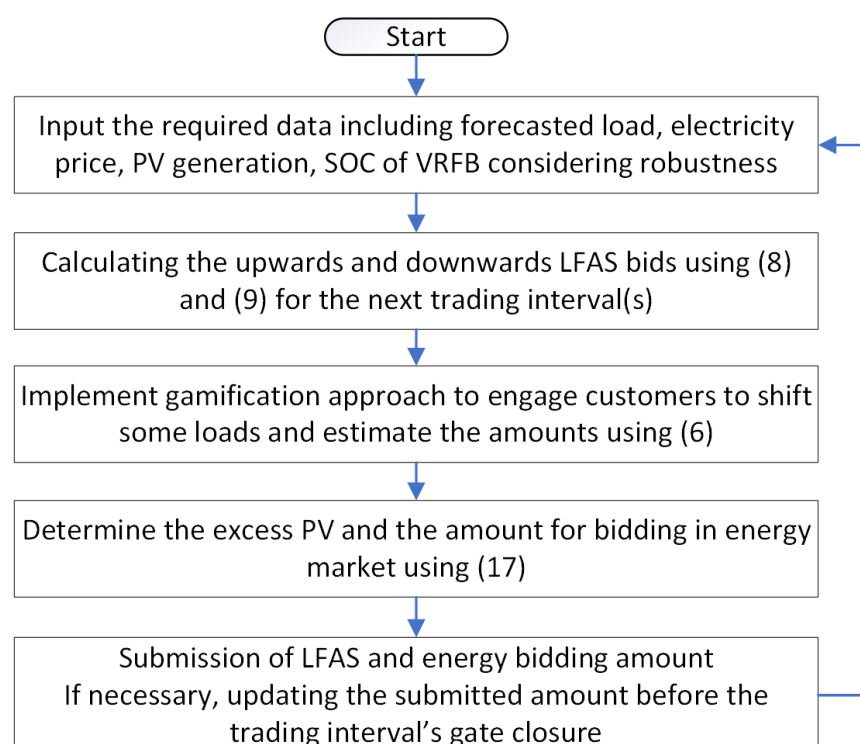 Start
Input the required data including forecasted load, electricity
price, PV generation, SOC of VRFB considering robustness
Calculating the upwards and downwards LFAS bids using (8)
and (9) for the next trading interval(s)
Implement gamification approach to engage customers to shift
some loads and estimate the amounts using (6)
Determine the excess PV and the amount for bidding in energy
market using (17)
Submission of LFAS and energy bidding amount
If necessary, updating the submitted amount before the
trading interval's gate closure